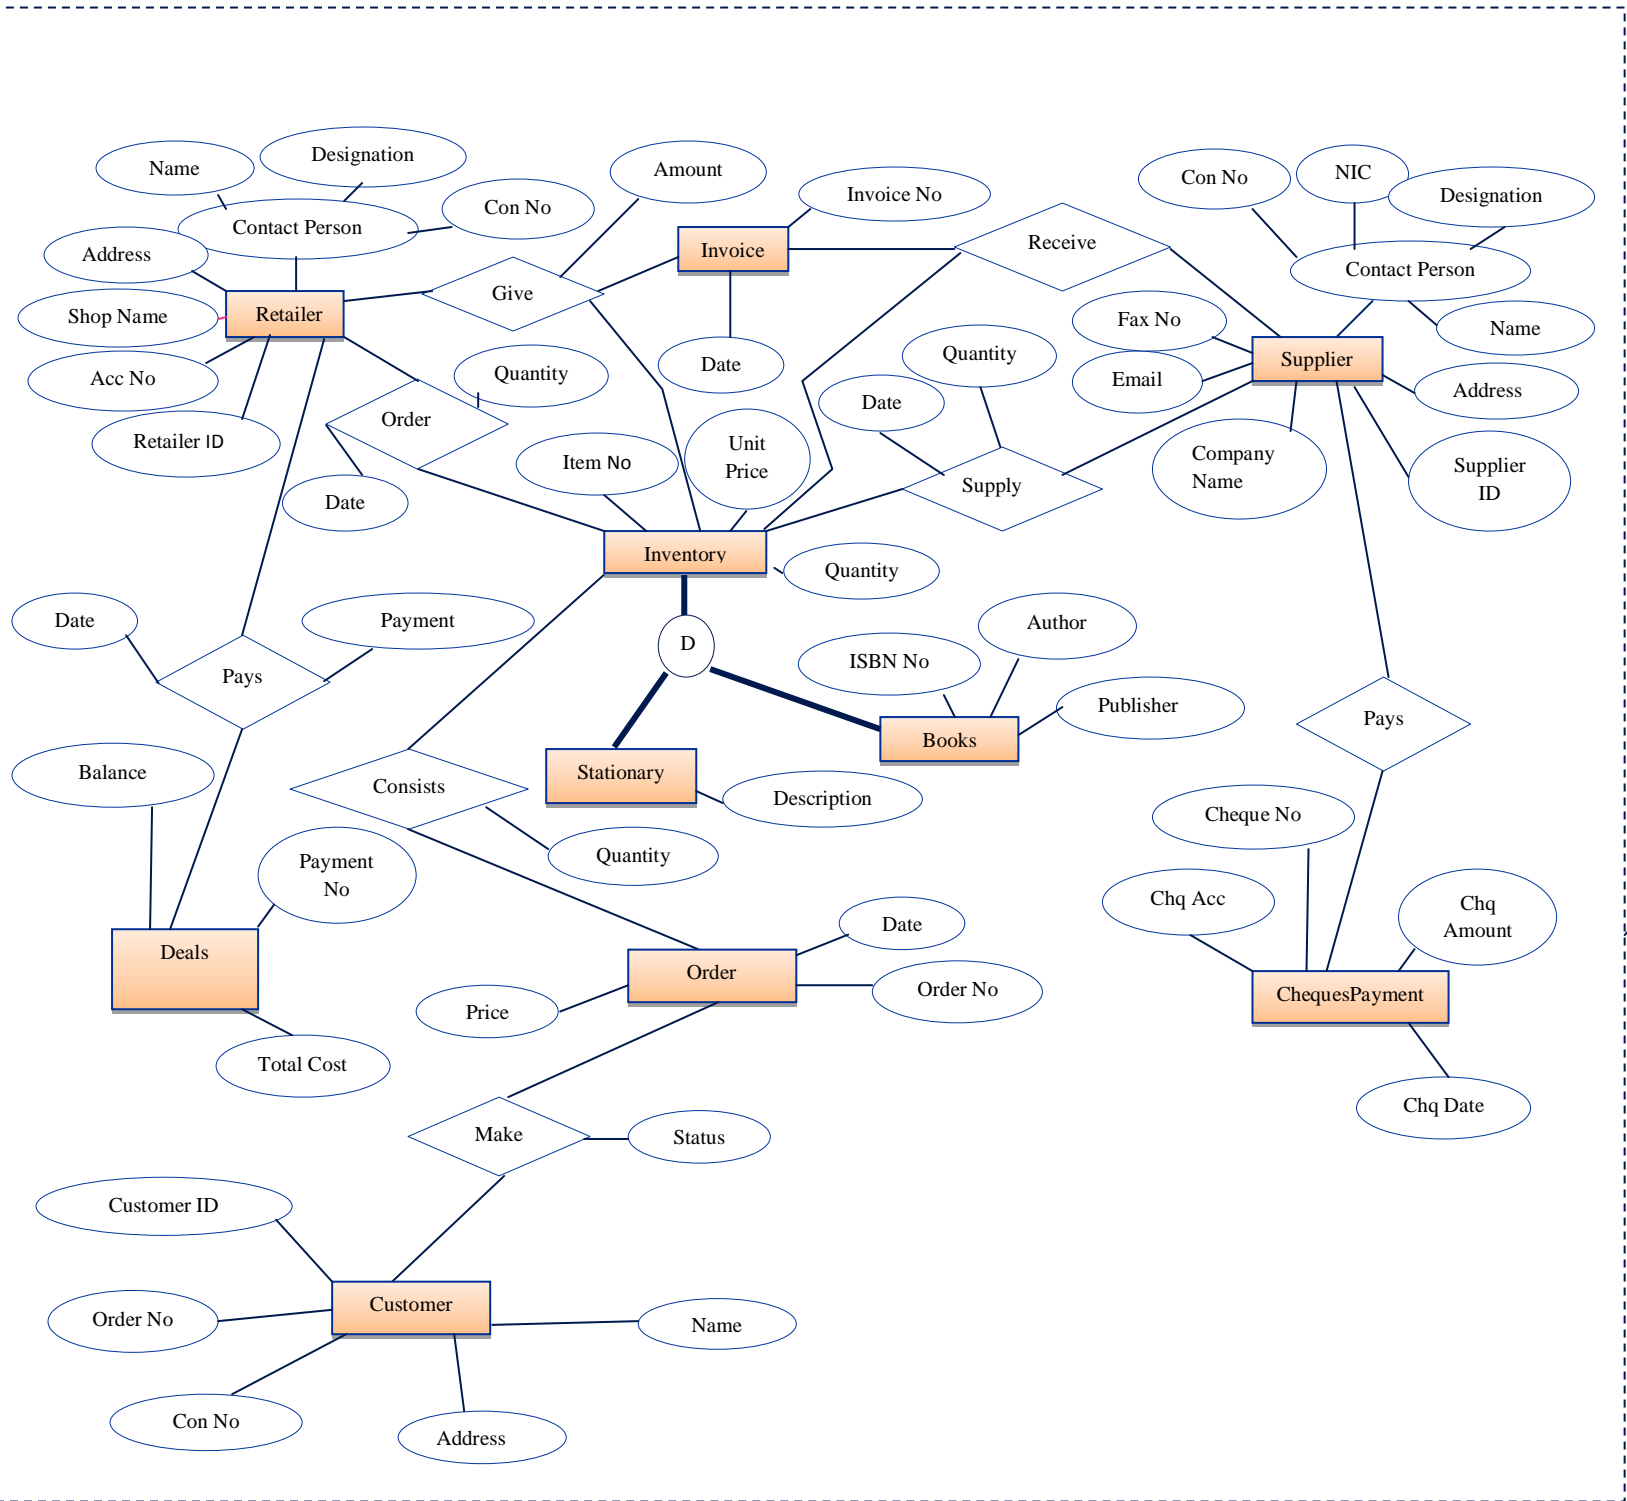 Name
Designation
Amount
Invoice No
Con No
NIC
Designation
Con No
Contact Person
Address
Invoice
Receive
Contact Person
Give
Retailer
Shop Name
Fax No
Name
Supplier
Date
Quantity
Acc No
Quantity
Email
Address
Order
Date
Retailer ID
Item No
Unit
Price
Company
Name
Supplier
ID
Supply
Date
Inventory
Quantity
Date
Payment
Author
D
ISBN No
Pays
Publisher
Pays
Books
Balance
Stationary
Consists
Description
Cheque No
Quantity
Payment
No
Chq Acc
Chq
Amount
Date
Deals
Order
Order No
ChequesPayment
Price
Total Cost
Chq Date
Make
Status
Customer ID
Customer
Order No
Name
Con No
Address